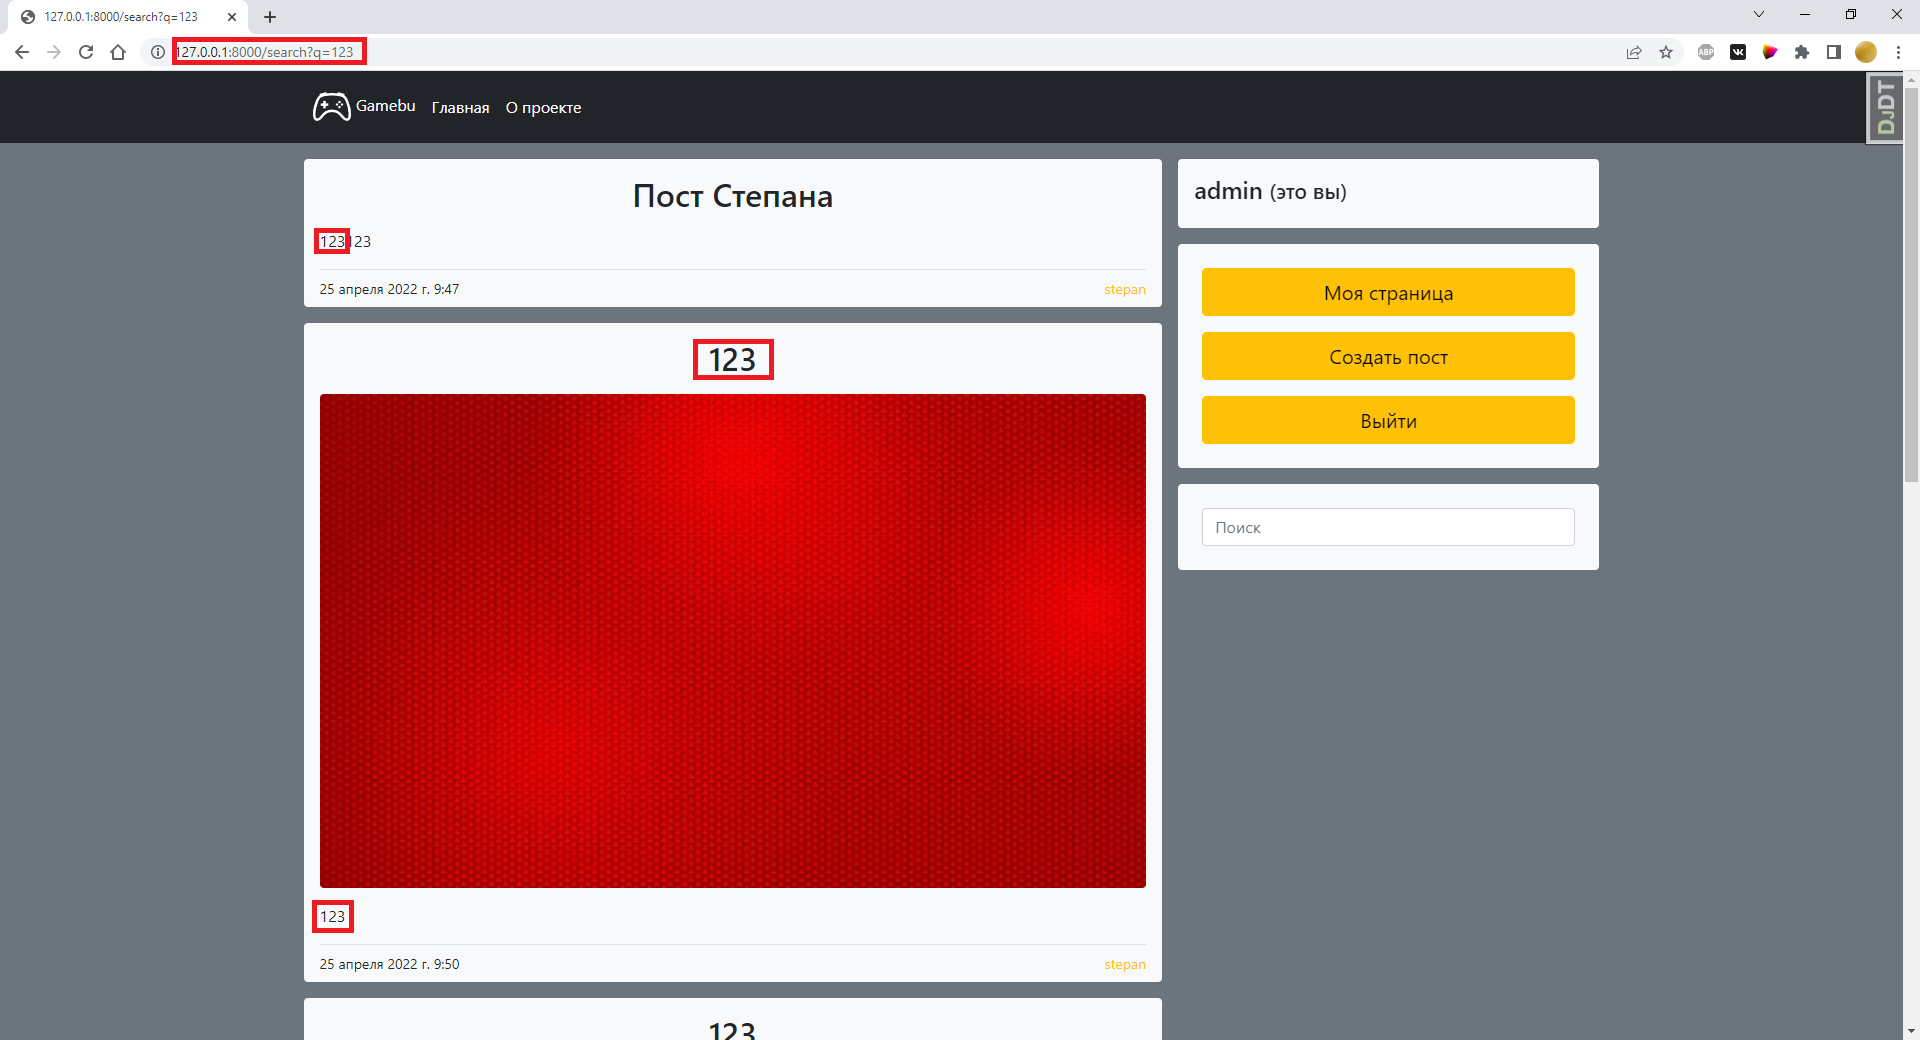 127.0.0.1:8000/search?q=123
127.0.0.1:8000/search?q=123
ABP
VK
Gamebu Главная О проекте
DJDT
Пост Степана
123123
25 апреля 2022 г. 9:47 stepan
123
123
25 апреля 2022 г. 9:50 stepan
123
admin (это вы)
Моя страница
Создать пост
Выйти
Поиск